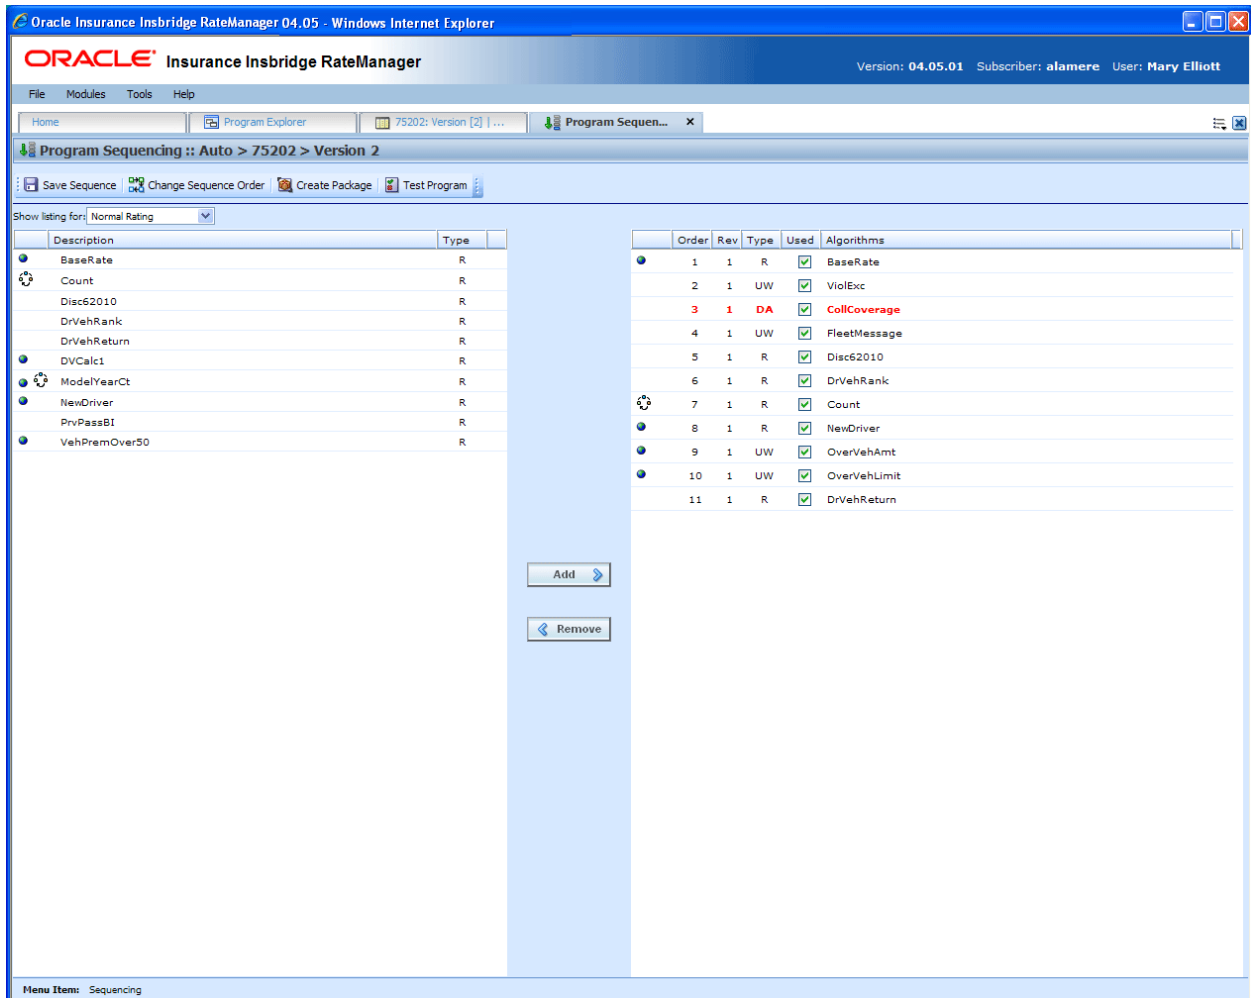 Oracle Insurance Insbridge RateManager 04.05 - Windows Internet Explorer
ORACLE® Insurance Insbridge RateManager
Version: 04.05.01 Subscriber: alamere User: Mary Elliott
File Modules Tools Help
Home Program Explorer 75202: Version [2] | ... Program Sequen... x
Program Sequencing :: Auto > 75202 > Version 2
Save Sequence Change Sequence Order Create Package Test Program
Show listing for: Normal Rating
Description Type
BaseRate R
Count R
Disc62010 R
DrVehRank R
DrVehReturn R
DVCalc1 R
ModelYearCt R
NewDriver R
PrvPassBI R
VehPremOver50 R
Add
Remove
Order Rev Type Used Algorithms
1 1 R BaseRate
2 1 UW ViolExc
3 1 DA CollCoverage
4 1 UW FleetMessage
5 1 R Disc62010
6 1 R DrVehRank
7 1 R Count
8 1 R NewDriver
9 1 UW OverVehAmt
10 1 UW OverVehLimit
11 1 R DrVehReturn
Menu Item: Sequencing